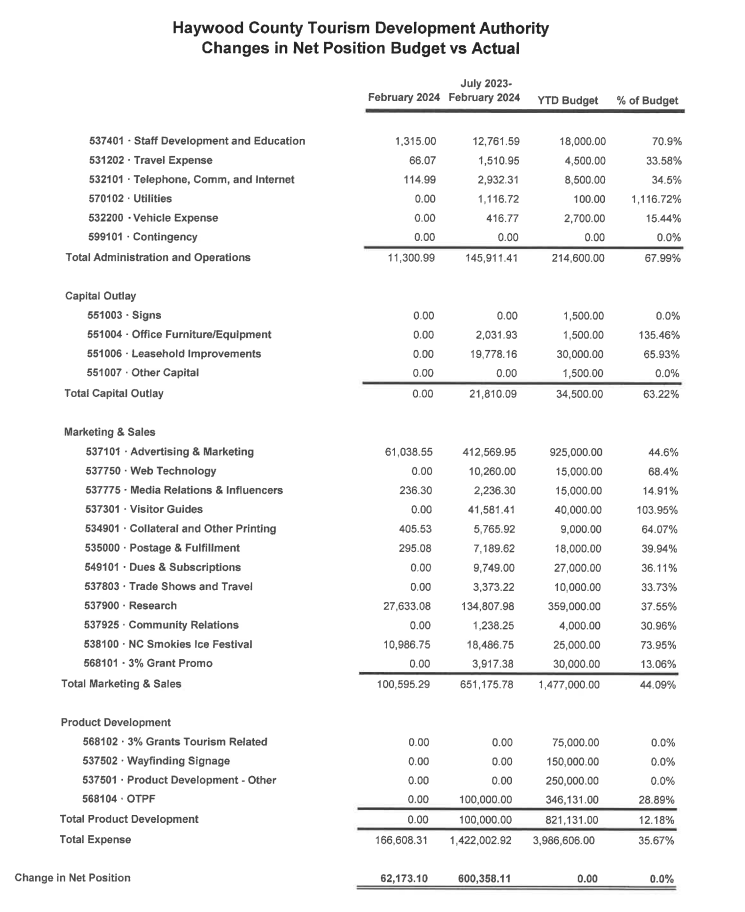 Haywood County Tourism Development Authority
Changes in Net Position Budget vs Actual
July 2023-
February 2024 February 2024 YTD Budget % of Budget
537401 · Staff Development and Education 1,315.00 12,761.59 18,000.00 70.9%
531202 · Travel Expense 66.07 1,510.95 4,500.00 33.58%
532101 · Telephone, Comm, and Internet 114.99 2,932.31 8,500.00 34.5%
570102 · Utilities 0.00 1,116.72 100.00 1,116.72%
532200 · Vehicle Expense 0.00 416.77 2,700.00 15.44%
599101 · Contingency 0.00 0.00 0.00 0.0%
Total Administration and Operations 11,300.99 145,911.41 214,600.00 67.99%
Capital Outlay
551003 · Signs 0.00 0.00 1,500.00 0.0%
551004 · Office Furniture/Equipment 0.00 2,031.93 1,500.00 135.46%
551006 · Leasehold Improvements 0.00 19,778.16 30,000.00 65.93%
551007 · Other Capital 0.00 0.00 1,500.00 0.0%
Total Capital Outlay 0.00 21,810.09 34,500.00 63.22%
Marketing & Sales
537101 · Advertising & Marketing 61,038.55 412,569.95 925,000.00 44.6%
537750 · Web Technology 0.00 10,260.00 15,000.00 68.4%
537775 · Media Relations & Influencers 236.30 2,236.30 15,000.00 14.91%
537301 · Visitor Guides 0.00 41,581.41 40,000.00 103.95%
534901 · Collateral and Other Printing 405.53 5,765.92 9,000.00 64.07%
535000 · Postage & Fulfillment 295.08 7,189.62 18,000.00 39.94%
549101 · Dues & Subscriptions 0.00 9,749.00 27,000.00 36.11%
537803 · Trade Shows and Travel 0.00 3,373.22 10,000.00 33.73%
537900 · Research 27,633.08 134,807.98 359,000.00 37.55%
537925 · Community Relations 0.00 1,238.25 4,000.00 30.96%
538100 · NC Smokies Ice Festival 10,986.75 18,486.75 25,000.00 73.95%
568101 · 3% Grant Promo 0.00 3,917.38 30,000.00 13.06%
Total Marketing & Sales 100,595.29 651,175.78 1,477,000.00 44.09%
Product Development
568102 · 3% Grants Tourism Related 0.00 0.00 75,000.00 0.0%
537502 · Wayfinding Signage 0.00 0.00 150,000.00 0.0%
537501 · Product Development - Other 0.00 0.00 250,000.00 0.0%
568104 · OTPF 0.00 100,000.00 346,131.00 28.89%
Total Product Development 0.00 100,000.00 821,131.00 12.18%
Total Expense 166,608.31 1,422,002.92 3,986,606.00 35.67%
Change in Net Position 62,173.10 600,358.11 0.00 0.0%